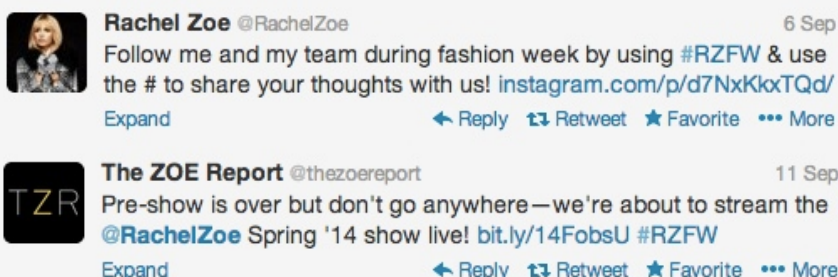 Rachel Zoe @RachelZoe 6 Sep
Follow me and my team during fashion week by using #RZFW & use
the # to share your thoughts with us! instagram.com/p/d7NxKkxTQd/
Expand Reply Retweet Favorite More
The ZOE Report @thezoereport 11 Sep
TZR
Pre-show is over but don't go anywhere—we're about to stream the
@RachelZoe Spring '14 show live! bit.ly/14FobsU #RZFW
Expand Reply Retweet Favorite More